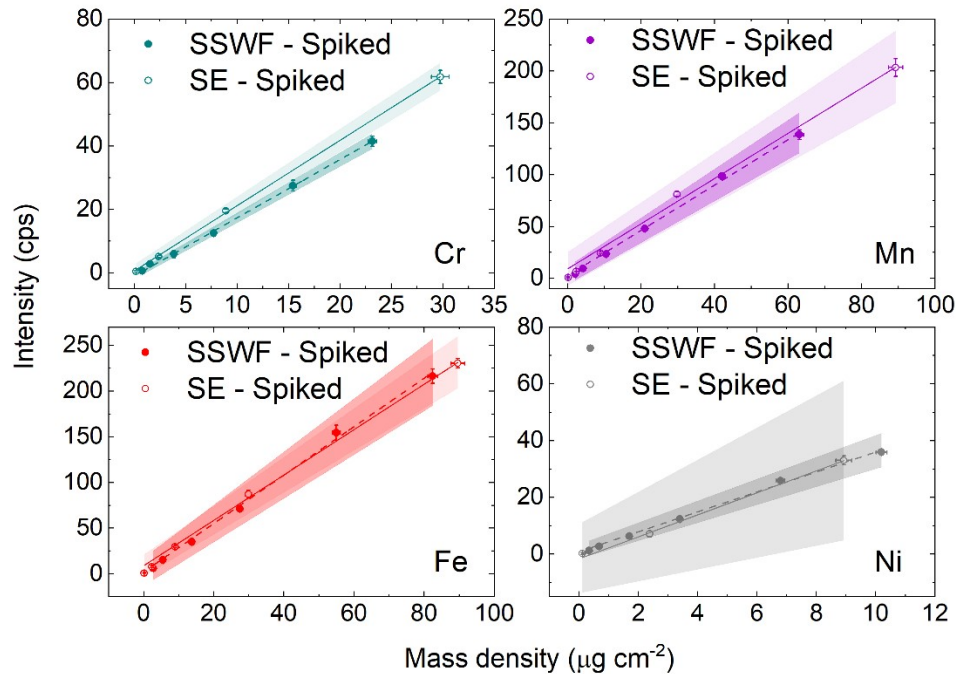 Intensity (cps)
80
60
40
20
0
SSWF - Spiked
SE - Spiked
Cr
0 5 10 15 20 25 30 35
250
200
150
100
50
0
SSWF - Spiked
SE - Spiked
Mn
0 20 40 60 80 100
250
200
150
100
50
0
SSWF - Spiked
SE - Spiked
Fe
0 20 40 60 80 100
80
60
40
20
0
SSWF - Spiked
SE - Spiked
Ni
0 2 4 6 8 10 12
Mass density (μg cm⁻²)